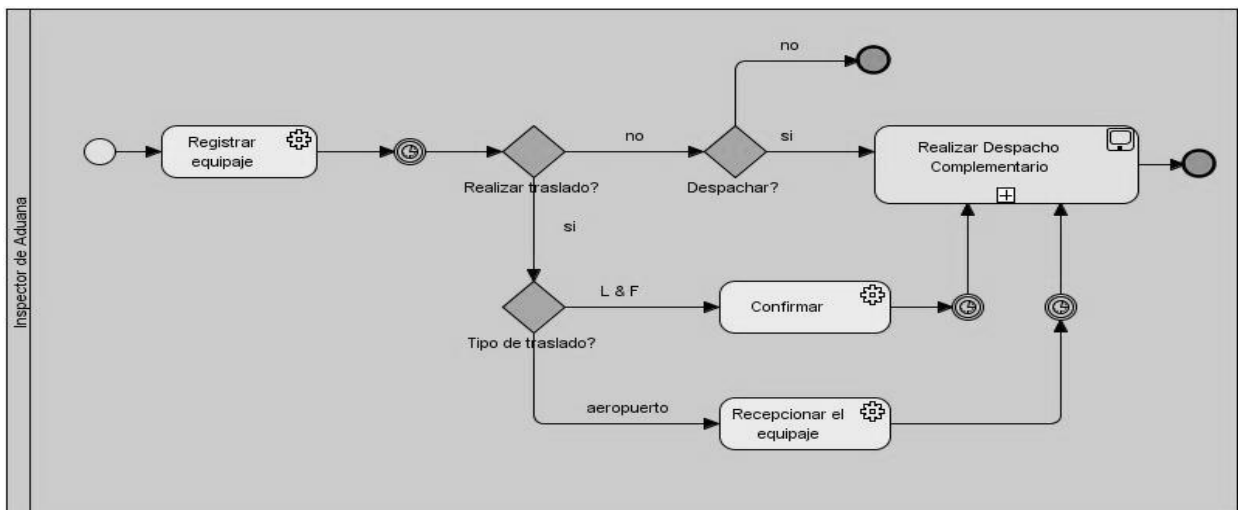 Inspector de Aduana
no
Registrar
equipaje
Realizar traslado?
no
Despachar?
si
Realizar Despacho
Complementario
si
L & F
Confirmar
Tipo de traslado?
aeropuerto
Recepcionar el
equipaje